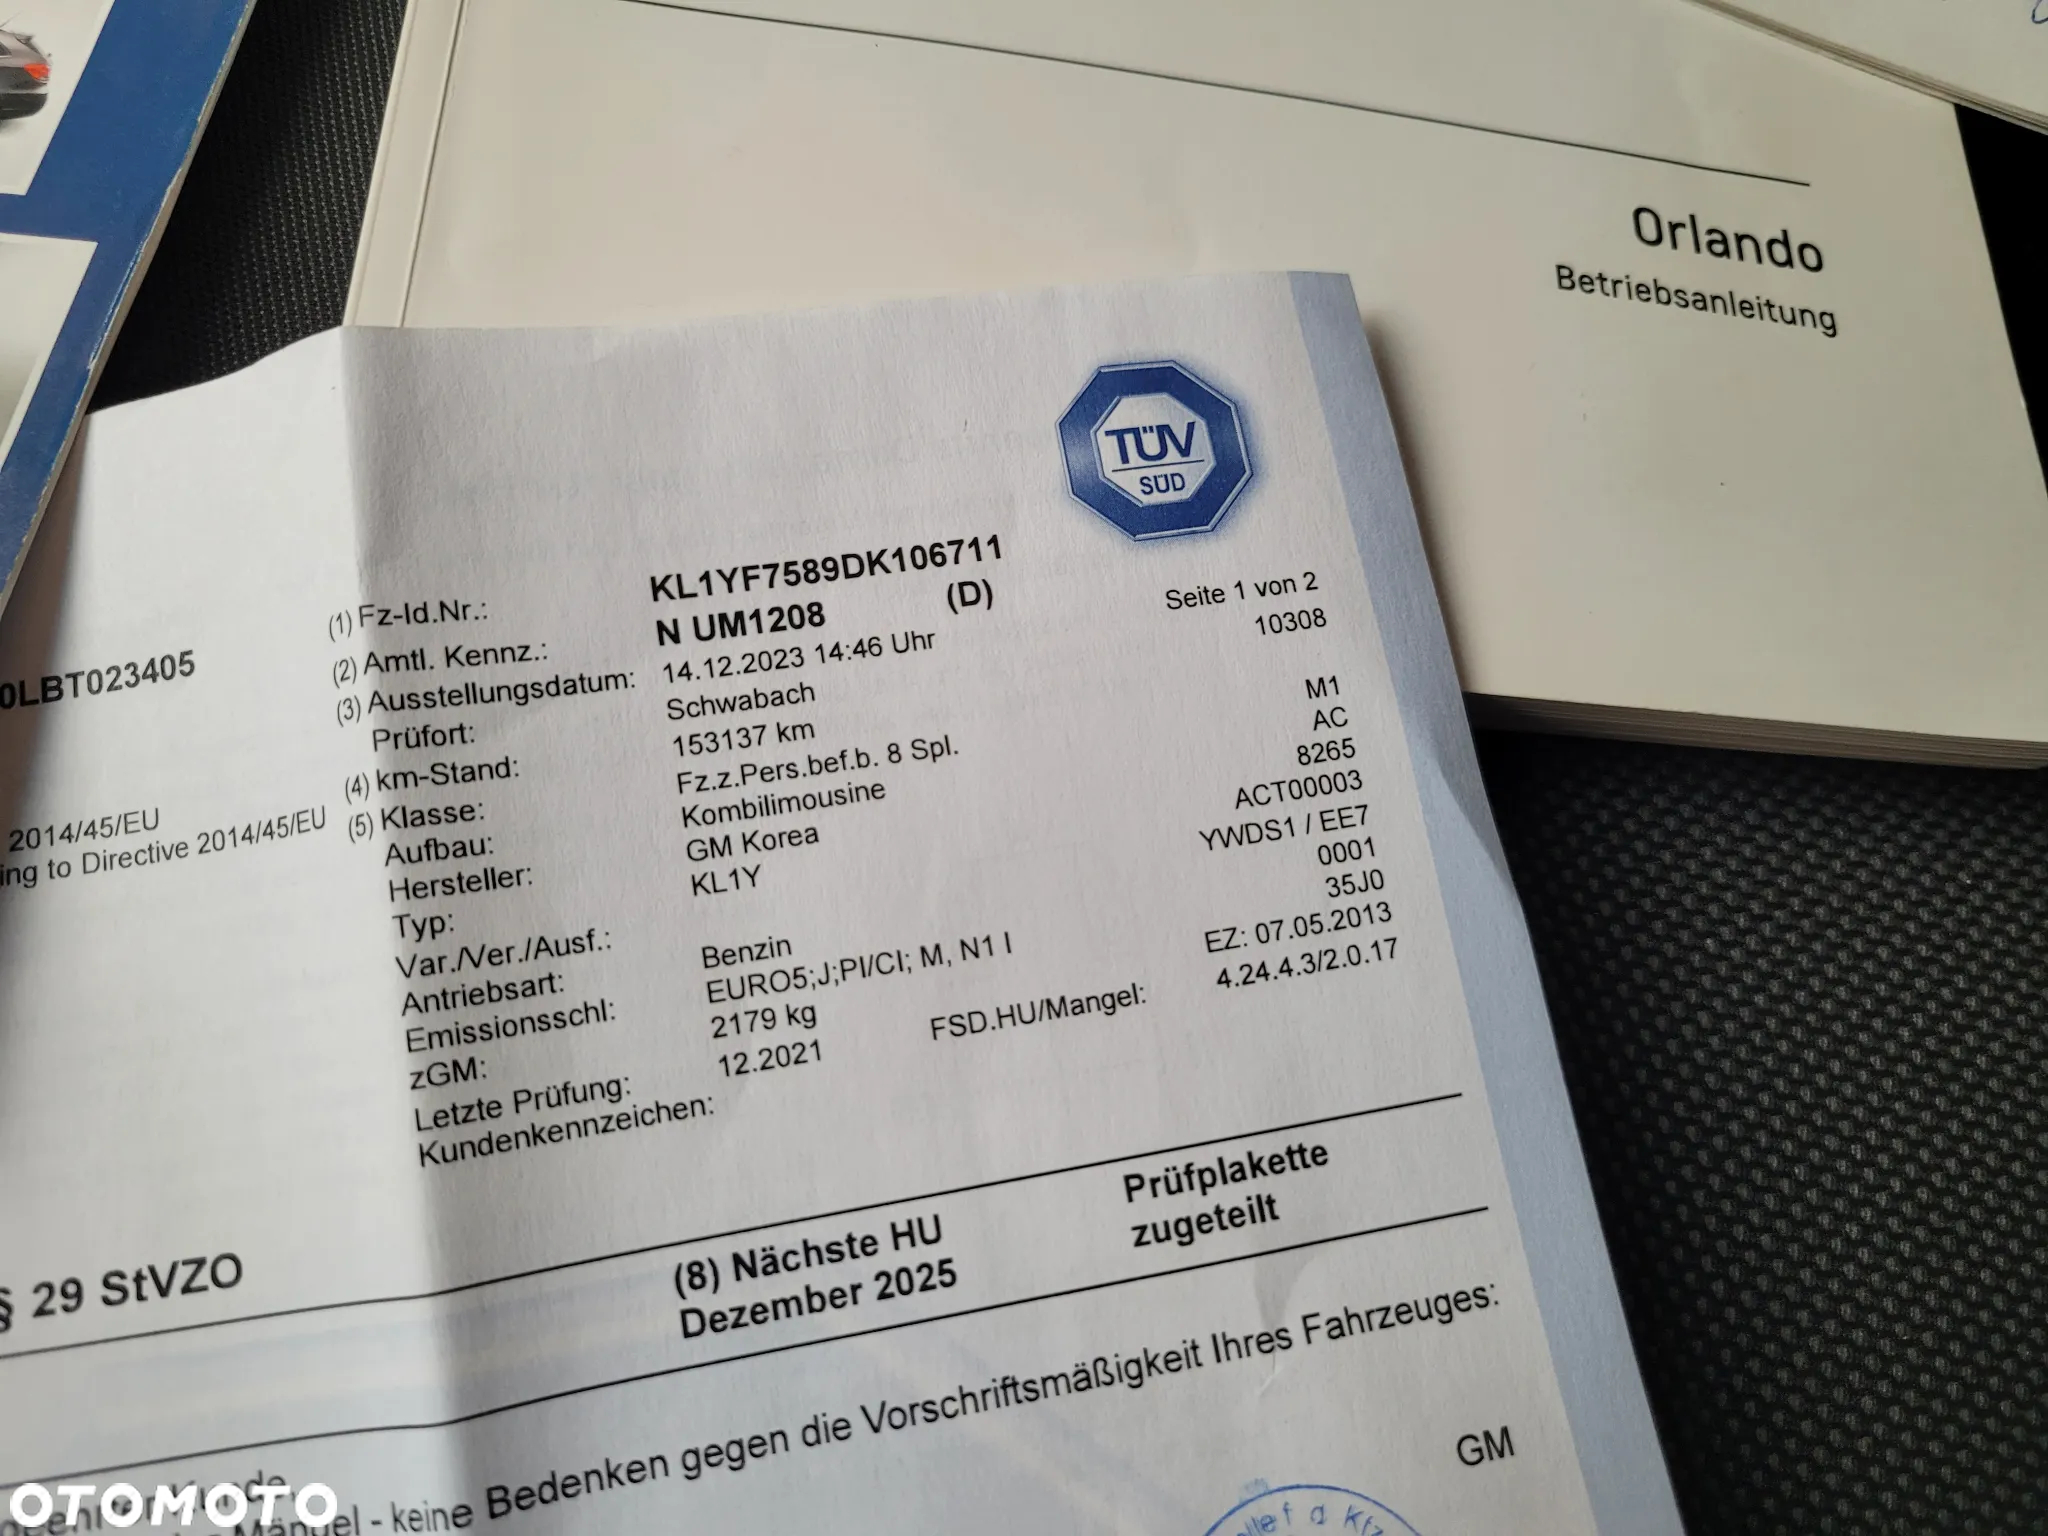 Orlando
Betriebsanleitung
TÜV
SÜD
(1) Fz-Id.Nr.: KL1YF7589DK106711
(2) Amtl. Kennz.: N UM1208 (D) Seite 1 von 2
(3) Ausstellungsdatum: 14.12.2023 14:46 Uhr 10308
Prüfort: Schwabach
(4) km-Stand: 153137 km M1
(5) Klasse: Fz.z.Pers.bef.b. 8 Spl. AC
Aufbau: Kombilimousine 8265
Hersteller: GM Korea ACT00003
Typ: KL1Y YWDS1 / EE7
Var./Ver./Ausf.: 0001
Antriebsart: Benzin 35J0
Emissionsschl: EURO5;J;PI/CI; M, N1 I EZ: 07.05.2013
zGM: 2179 kg FSD.HU/Mangel: 4.24.4.3/2.0.17
Letzte Prüfung: 12.2021
Kundenkennzeichen:
0LBT023405
2014/45/EU
ing to Directive 2014/45/EU
§ 29 StVZO
(8) Nächste HU Prüfplakette
Dezember 2025 zugeteilt
Mängel - keine Bedenken gegen die Vorschriftsmäßigkeit Ihres Fahrzeuges:
GM
OTOMOTO